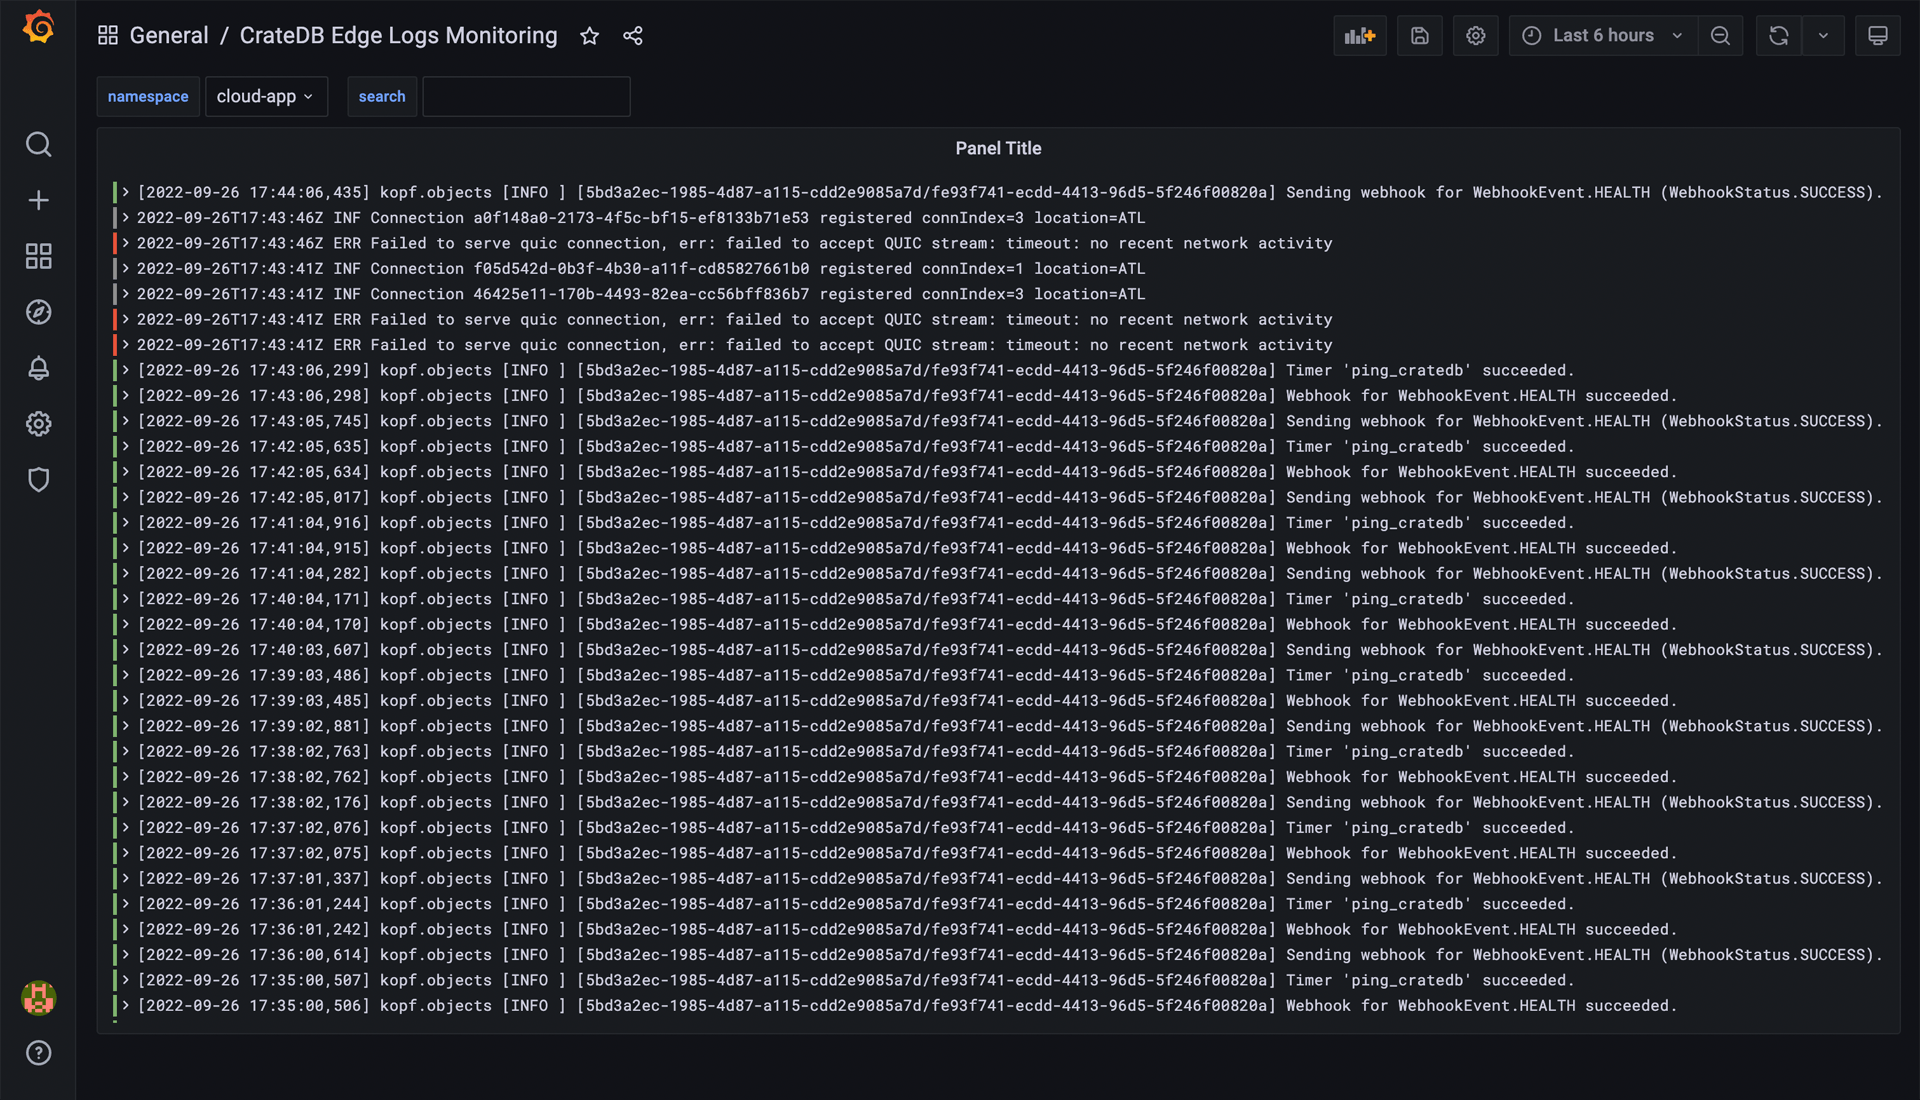 General / CrateDB Edge Logs Monitoring
Last 6 hours
namespace cloud-app search
Panel Title
[2022-09-26 17:44:06,435] kopf.objects [INFO ] [5bd3a2ec-1985-4d87-a115-cdd2e9085a7d/fe93f741-ecdd-4413-96d5-5f246f00820a] Sending webhook for WebhookEvent.HEALTH (WebhookStatus.SUCCESS).
2022-09-26T17:43:46Z INF Connection a0f148a0-2173-4f5c-bf15-ef8133b71e53 registered connIndex=3 location=ATL
2022-09-26T17:43:46Z ERR Failed to serve quic connection, err: failed to accept QUIC stream: timeout: no recent network activity
2022-09-26T17:43:41Z INF Connection f05d542d-0b3f-4b30-a11f-cd85827661b0 registered connIndex=1 location=ATL
2022-09-26T17:43:41Z INF Connection 46425e11-170b-4493-82ea-cc56bff836b7 registered connIndex=3 location=ATL
2022-09-26T17:43:41Z ERR Failed to serve quic connection, err: failed to accept QUIC stream: timeout: no recent network activity
2022-09-26T17:43:41Z ERR Failed to serve quic connection, err: failed to accept QUIC stream: timeout: no recent network activity
[2022-09-26 17:43:06,299] kopf.objects [INFO ] [5bd3a2ec-1985-4d87-a115-cdd2e9085a7d/fe93f741-ecdd-4413-96d5-5f246f00820a] Timer 'ping_cratedb' succeeded.
[2022-09-26 17:43:06,298] kopf.objects [INFO ] [5bd3a2ec-1985-4d87-a115-cdd2e9085a7d/fe93f741-ecdd-4413-96d5-5f246f00820a] Webhook for WebhookEvent.HEALTH succeeded.
[2022-09-26 17:43:05,745] kopf.objects [INFO ] [5bd3a2ec-1985-4d87-a115-cdd2e9085a7d/fe93f741-ecdd-4413-96d5-5f246f00820a] Sending webhook for WebhookEvent.HEALTH (WebhookStatus.SUCCESS).
[2022-09-26 17:42:05,635] kopf.objects [INFO ] [5bd3a2ec-1985-4d87-a115-cdd2e9085a7d/fe93f741-ecdd-4413-96d5-5f246f00820a] Timer 'ping_cratedb' succeeded.
[2022-09-26 17:42:05,634] kopf.objects [INFO ] [5bd3a2ec-1985-4d87-a115-cdd2e9085a7d/fe93f741-ecdd-4413-96d5-5f246f00820a] Webhook for WebhookEvent.HEALTH succeeded.
[2022-09-26 17:42:05,017] kopf.objects [INFO ] [5bd3a2ec-1985-4d87-a115-cdd2e9085a7d/fe93f741-ecdd-4413-96d5-5f246f00820a] Sending webhook for WebhookEvent.HEALTH (WebhookStatus.SUCCESS).
[2022-09-26 17:41:04,916] kopf.objects [INFO ] [5bd3a2ec-1985-4d87-a115-cdd2e9085a7d/fe93f741-ecdd-4413-96d5-5f246f00820a] Timer 'ping_cratedb' succeeded.
[2022-09-26 17:41:04,915] kopf.objects [INFO ] [5bd3a2ec-1985-4d87-a115-cdd2e9085a7d/fe93f741-ecdd-4413-96d5-5f246f00820a] Webhook for WebhookEvent.HEALTH succeeded.
[2022-09-26 17:41:04,282] kopf.objects [INFO ] [5bd3a2ec-1985-4d87-a115-cdd2e9085a7d/fe93f741-ecdd-4413-96d5-5f246f00820a] Sending webhook for WebhookEvent.HEALTH (WebhookStatus.SUCCESS).
[2022-09-26 17:40:04,171] kopf.objects [INFO ] [5bd3a2ec-1985-4d87-a115-cdd2e9085a7d/fe93f741-ecdd-4413-96d5-5f246f00820a] Timer 'ping_cratedb' succeeded.
[2022-09-26 17:40:04,170] kopf.objects [INFO ] [5bd3a2ec-1985-4d87-a115-cdd2e9085a7d/fe93f741-ecdd-4413-96d5-5f246f00820a] Webhook for WebhookEvent.HEALTH succeeded.
[2022-09-26 17:40:03,607] kopf.objects [INFO ] [5bd3a2ec-1985-4d87-a115-cdd2e9085a7d/fe93f741-ecdd-4413-96d5-5f246f00820a] Sending webhook for WebhookEvent.HEALTH (WebhookStatus.SUCCESS).
[2022-09-26 17:39:03,486] kopf.objects [INFO ] [5bd3a2ec-1985-4d87-a115-cdd2e9085a7d/fe93f741-ecdd-4413-96d5-5f246f00820a] Timer 'ping_cratedb' succeeded.
[2022-09-26 17:39:03,485] kopf.objects [INFO ] [5bd3a2ec-1985-4d87-a115-cdd2e9085a7d/fe93f741-ecdd-4413-96d5-5f246f00820a] Webhook for WebhookEvent.HEALTH succeeded.
[2022-09-26 17:39:02,881] kopf.objects [INFO ] [5bd3a2ec-1985-4d87-a115-cdd2e9085a7d/fe93f741-ecdd-4413-96d5-5f246f00820a] Sending webhook for WebhookEvent.HEALTH (WebhookStatus.SUCCESS).
[2022-09-26 17:38:02,763] kopf.objects [INFO ] [5bd3a2ec-1985-4d87-a115-cdd2e9085a7d/fe93f741-ecdd-4413-96d5-5f246f00820a] Timer 'ping_cratedb' succeeded.
[2022-09-26 17:38:02,762] kopf.objects [INFO ] [5bd3a2ec-1985-4d87-a115-cdd2e9085a7d/fe93f741-ecdd-4413-96d5-5f246f00820a] Webhook for WebhookEvent.HEALTH succeeded.
[2022-09-26 17:38:02,176] kopf.objects [INFO ] [5bd3a2ec-1985-4d87-a115-cdd2e9085a7d/fe93f741-ecdd-4413-96d5-5f246f00820a] Sending webhook for WebhookEvent.HEALTH (WebhookStatus.SUCCESS).
[2022-09-26 17:37:02,076] kopf.objects [INFO ] [5bd3a2ec-1985-4d87-a115-cdd2e9085a7d/fe93f741-ecdd-4413-96d5-5f246f00820a] Timer 'ping_cratedb' succeeded.
[2022-09-26 17:37:02,075] kopf.objects [INFO ] [5bd3a2ec-1985-4d87-a115-cdd2e9085a7d/fe93f741-ecdd-4413-96d5-5f246f00820a] Webhook for WebhookEvent.HEALTH succeeded.
[2022-09-26 17:37:01,337] kopf.objects [INFO ] [5bd3a2ec-1985-4d87-a115-cdd2e9085a7d/fe93f741-ecdd-4413-96d5-5f246f00820a] Sending webhook for WebhookEvent.HEALTH (WebhookStatus.SUCCESS).
[2022-09-26 17:36:01,244] kopf.objects [INFO ] [5bd3a2ec-1985-4d87-a115-cdd2e9085a7d/fe93f741-ecdd-4413-96d5-5f246f00820a] Timer 'ping_cratedb' succeeded.
[2022-09-26 17:36:01,242] kopf.objects [INFO ] [5bd3a2ec-1985-4d87-a115-cdd2e9085a7d/fe93f741-ecdd-4413-96d5-5f246f00820a] Webhook for WebhookEvent.HEALTH succeeded.
[2022-09-26 17:36:00,614] kopf.objects [INFO ] [5bd3a2ec-1985-4d87-a115-cdd2e9085a7d/fe93f741-ecdd-4413-96d5-5f246f00820a] Sending webhook for WebhookEvent.HEALTH (WebhookStatus.SUCCESS).
[2022-09-26 17:35:00,507] kopf.objects [INFO ] [5bd3a2ec-1985-4d87-a115-cdd2e9085a7d/fe93f741-ecdd-4413-96d5-5f246f00820a] Timer 'ping_cratedb' succeeded.
[2022-09-26 17:35:00,506] kopf.objects [INFO ] [5bd3a2ec-1985-4d87-a115-cdd2e9085a7d/fe93f741-ecdd-4413-96d5-5f246f00820a] Webhook for WebhookEvent.HEALTH succeeded.